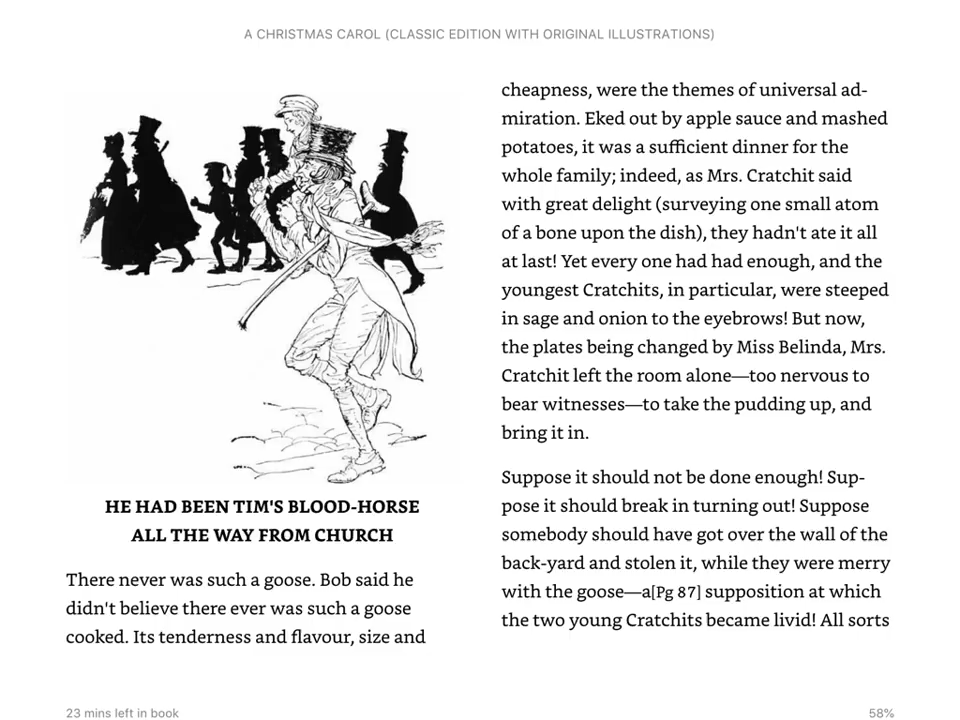 A CHRISTMAS CAROL (CLASSIC EDITION WITH ORIGINAL ILLUSTRATIONS)
HE HAD BEEN TIM'S BLOOD-HORSE
ALL THE WAY FROM CHURCH
There never was such a goose. Bob said he
didn't believe there ever was such a goose
cooked. Its tenderness and flavour, size and
cheapness, were the themes of universal ad-
miration. Eked out by apple sauce and mashed
potatoes, it was a sufficient dinner for the
whole family; indeed, as Mrs. Cratchit said
with great delight (surveying one small atom
of a bone upon the dish), they hadn't ate it all
at last! Yet every one had had enough, and the
youngest Cratchits, in particular, were steeped
in sage and onion to the eyebrows! But now,
the plates being changed by Miss Belinda, Mrs.
Cratchit left the room alone—too nervous to
bear witnesses—to take the pudding up, and
bring it in.
Suppose it should not be done enough! Sup-
pose it should break in turning out! Suppose
somebody should have got over the wall of the
back-yard and stolen it, while they were merry
with the goose—a[Pg 87] supposition at which
the two young Cratchits became livid! All sorts
23 mins left in book
58%